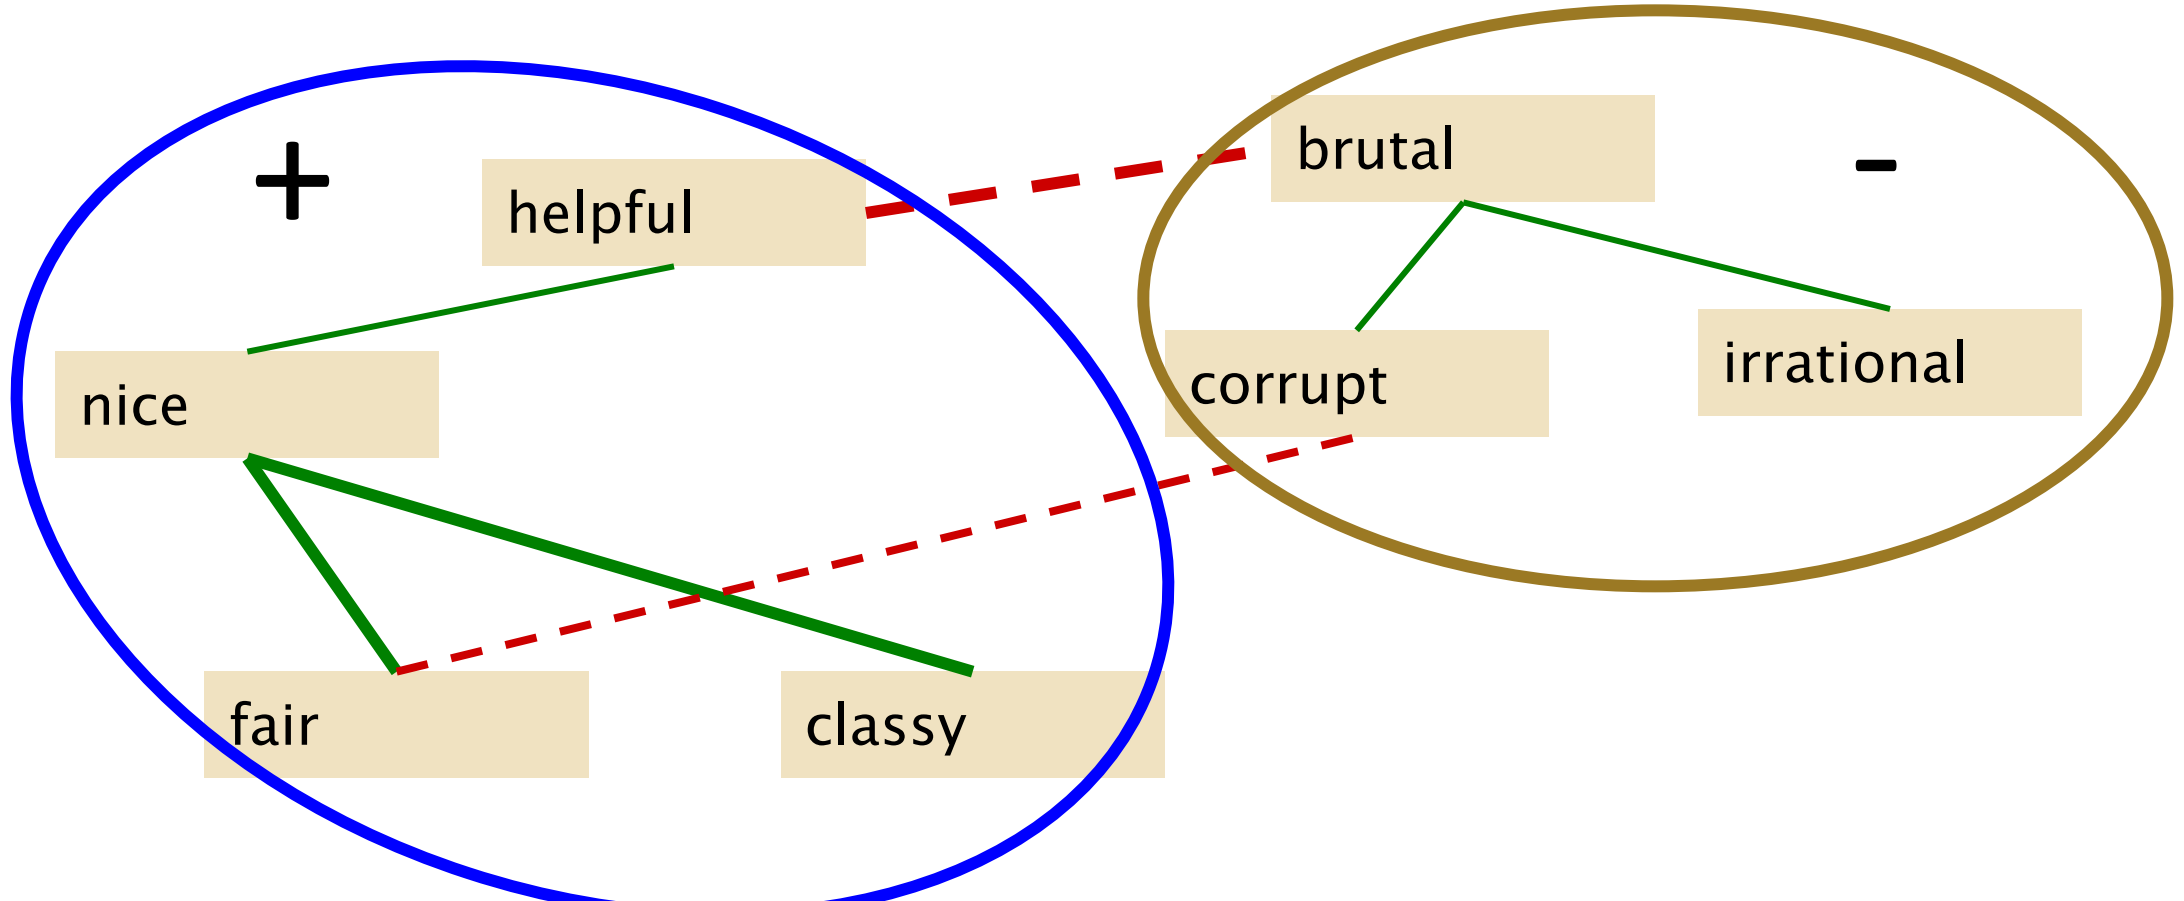 +
helpful
brutal
-
nice
corrupt
irrational
fair
classy